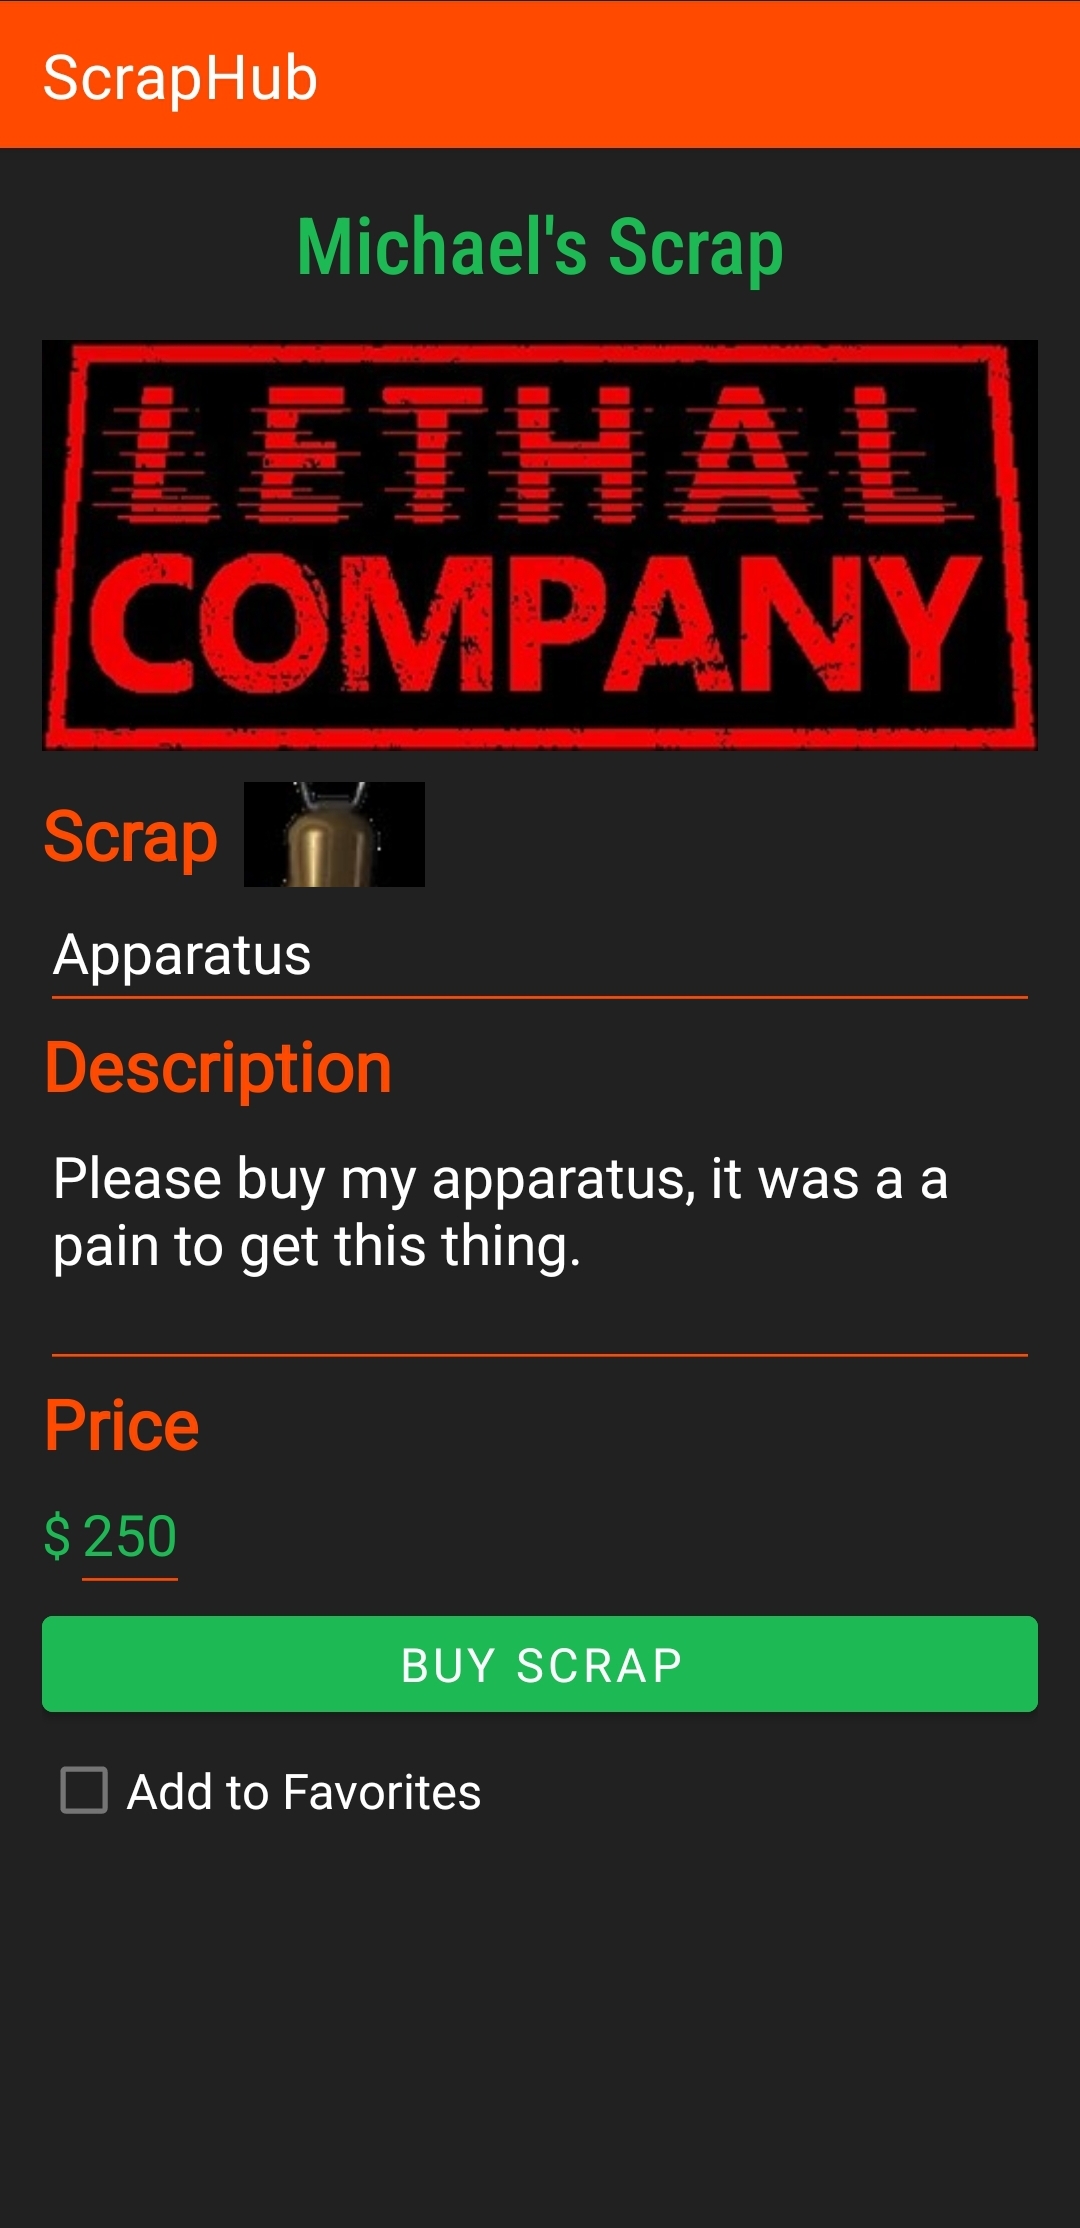 ScrapHub
Michael's Scrap
LETHAL
COMPANY
Scrap
Apparatus
Description
Please buy my apparatus, it was a a
pain to get this thing.
Price
$ 250
BUY SCRAP
Add to Favorites